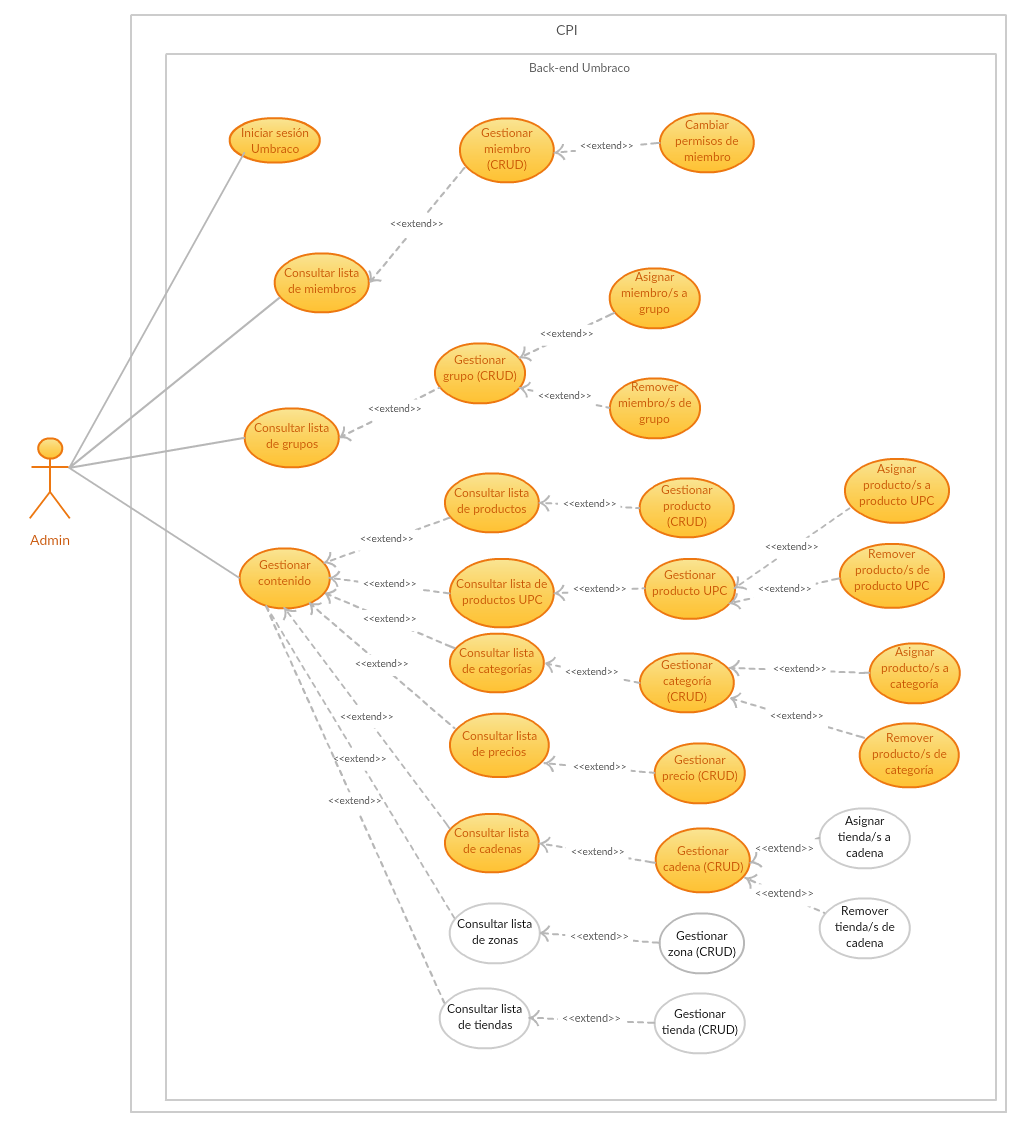 CPI
Back-end Umbraco
Iniciar sesión
Umbraco
Gestionar
miembro
(CRUD)
<<extend>>
Cambiar
permisos de
miembro
<<extend>>
Consultar lista
de miembros
Asignar
miembro/s a
grupo
<<extend>>
Gestionar
grupo (CRUD)
<<extend>>
Remover
miembro/s de
grupo
<<extend>>
Consultar lista
de grupos
Admin
Gestionar
contenido
<<extend>>
Consultar lista
de productos
<<extend>>
Gestionar
producto
(CRUD)
Asignar
producto/s a
producto UPC
<<extend>>
<<extend>>
Consultar lista de
productos UPC
<<extend>>
Gestionar
producto UPC
<<extend>>
Remover
producto/s de
producto UPC
<<extend>>
Consultar lista
de categorías
<<extend>>
Gestionar
categoría
(CRUD)
<<extend>>
Asignar
producto/s a
categoría
<<extend>>
Remover
producto/s de
categoría
<<extend>>
Consultar lista
de precios
<<extend>>
Gestionar
precio (CRUD)
<<extend>>
<<extend>>
<<extend>>
Consultar lista
de cadenas
<<extend>>
Gestionar
cadena (CRUD)
<<extend>>
Asignar
tienda/s a
cadena
<<extend>>
Remover
tienda/s de
cadena
Consultar lista
de zonas
<<extend>>
Gestionar
zona (CRUD)
Consultar lista
de tiendas
<<extend>>
Gestionar
tienda (CRUD)